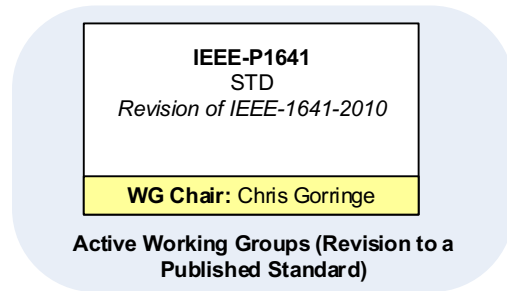 IEEE-P1641
STD
Revision of IEEE-1641-2010
WG Chair: Chris Gorringe
Active Working Groups (Revision to a
Published Standard)